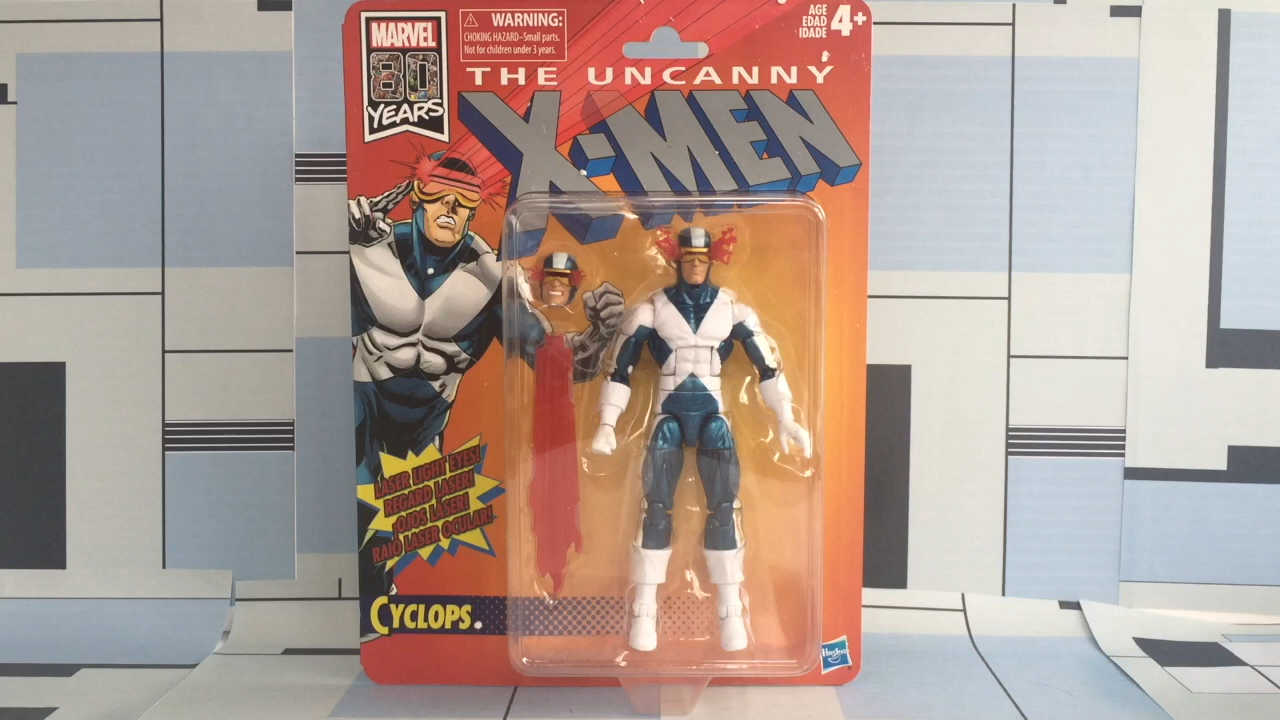 MARVEL
80
YEARS
WARNING:
CHOKING HAZARD–Small parts.
Not for children under 3 years.
AGE
EDAD
IDADE
4+
THE UNCANNY
X-MEN
LASER LIGHT EYES!
REGARD LASER!
¡OJOS LASER!
RAIO LASER OCULAR!
CYCLOPS.
Hasbro